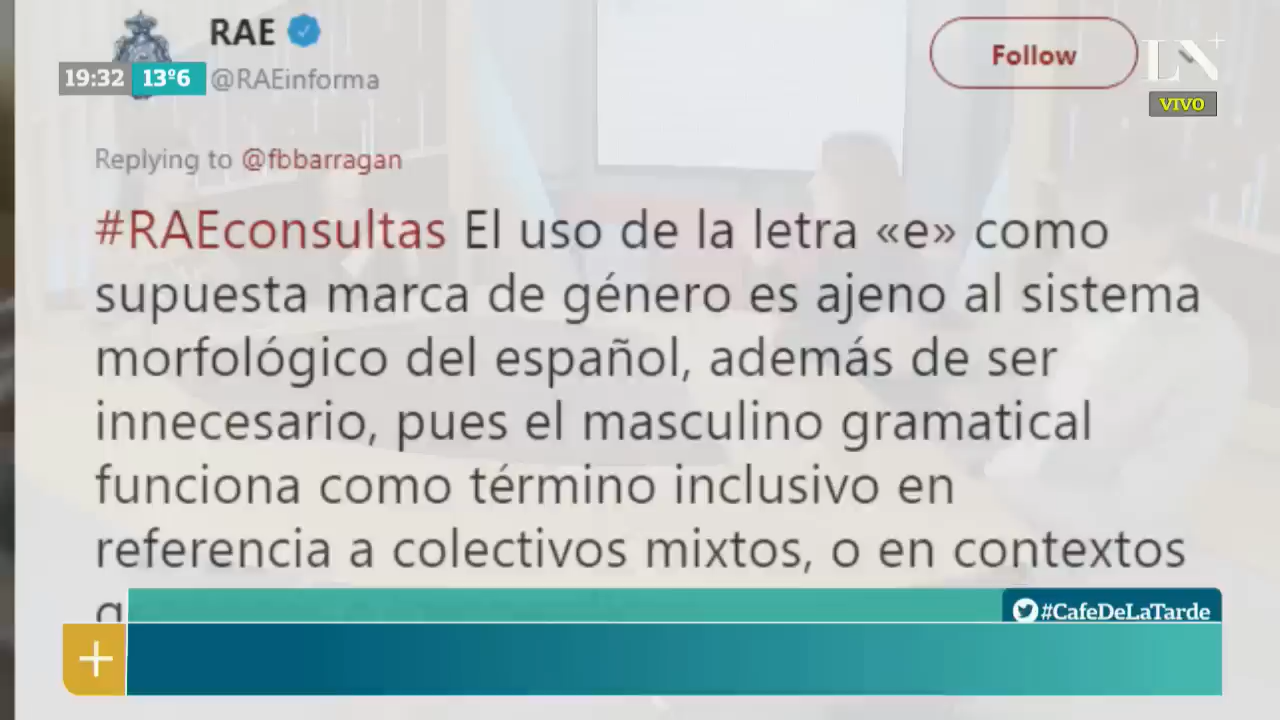 RAE
@RAEinforma
19:32 13º6
Follow
LN+
VIVO
Replying to @fbbarragan
#RAEconsultas El uso de la letra «e» como
supuesta marca de género es ajeno al sistema
morfológico del español, además de ser
innecesario, pues el masculino gramatical
funciona como término inclusivo en
referencia a colectivos mixtos, o en contextos
#CafeDeLaTarde